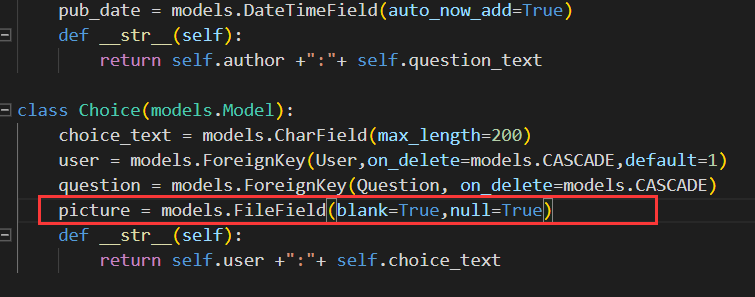 pub_date = models.DateTimeField(auto_now_add=True)
def __str__(self):
return self.author +":"+ self.question_text
class Choice(models.Model):
choice_text = models.CharField(max_length=200)
user = models.ForeignKey(User,on_delete=models.CASCADE,default=1)
question = models.ForeignKey(Question, on_delete=models.CASCADE)
picture = models.FileField(blank=True,null=True)
def __str__(self):
return self.user +":"+ self.choice_text